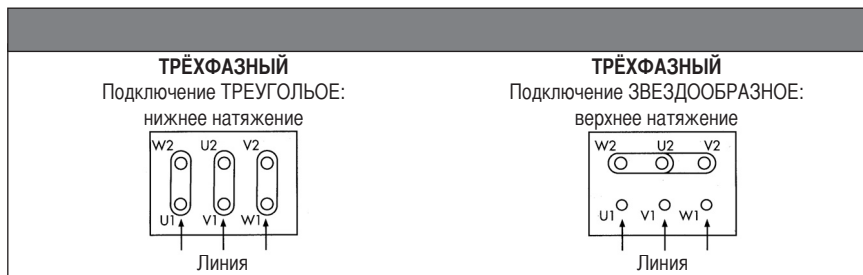 ТРЁХФАЗНЫЙ
Подключение ТРЕУГОЛЬОЕ:
нижнее натяжение
W2 U2 V2
U1 V1 W1
Линия
ТРЁХФАЗНЫЙ
Подключение ЗВЕЗДООБРАЗНОЕ:
верхнее натяжение
W2 U2 V2
U1 V1 W1
Линия